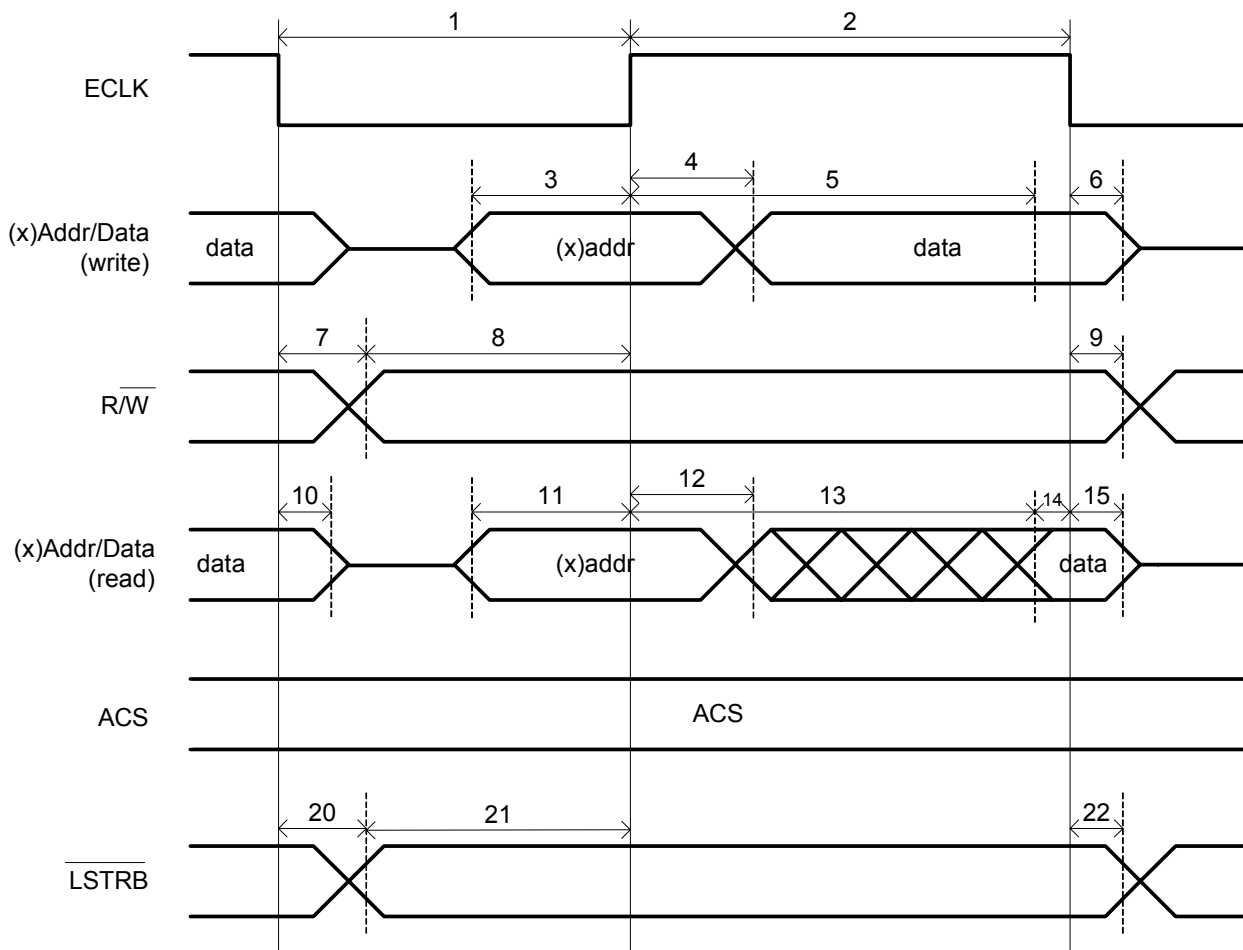 1 2
ECLK
3 4 5 6
(x)Addr/Data
(write)
data (x)addr data
7 8 9
R/W
10 11 12 13 14 15
(x)Addr/Data
(read)
data (x)addr data
ACS ACS
20 21 22
LSTRB